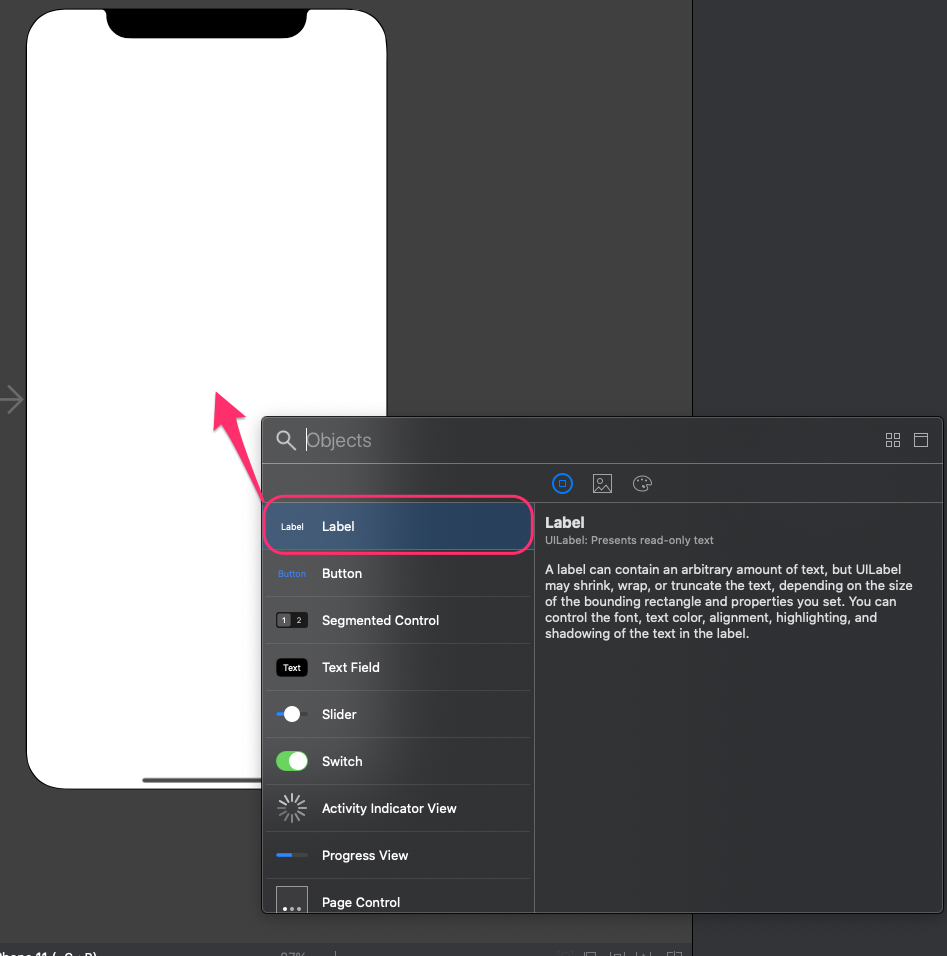 Objects
Label Label
Button Button
1 2 Segmented Control
Text Text Field
Slider
Switch
Activity Indicator View
Progress View
Page Control
Label
UILabel: Presents read-only text
A label can contain an arbitrary amount of text, but UILabel
may shrink, wrap, or truncate the text, depending on the size
of the bounding rectangle and properties you set. You can
control the font, text color, alignment, highlighting, and
shadowing of the text in the label.